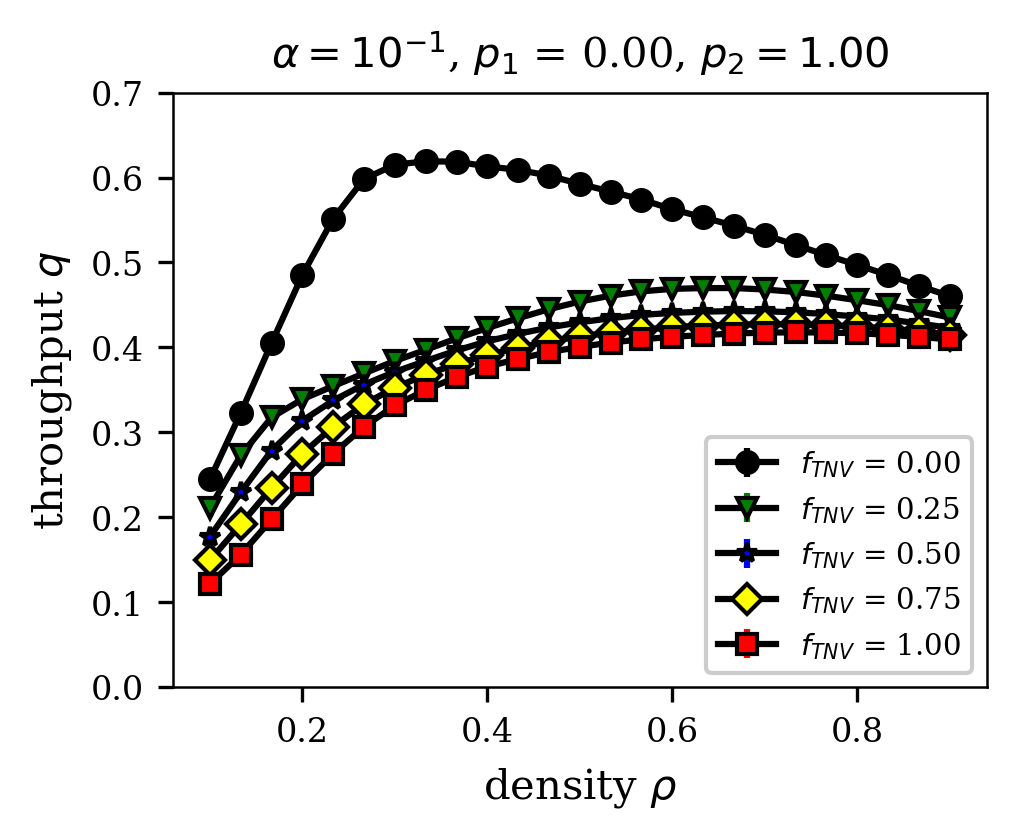 α = 10⁻¹, p₁ = 0.00, p₂ = 1.00
0.7
0.6
0.5
0.4
0.3
0.2
0.1
0.0
throughput q
f_TNV = 0.00
f_TNV = 0.25
f_TNV = 0.50
f_TNV = 0.75
f_TNV = 1.00
0.2 0.4 0.6 0.8
density ρ